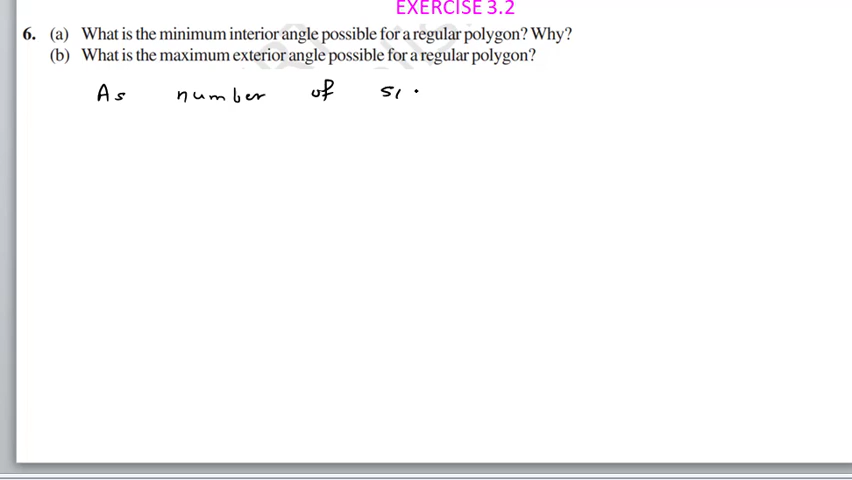 EXERCISE 3.2
6. (a) What is the minimum interior angle possible for a regular polygon? Why?
(b) What is the maximum exterior angle possible for a regular polygon?
As number of